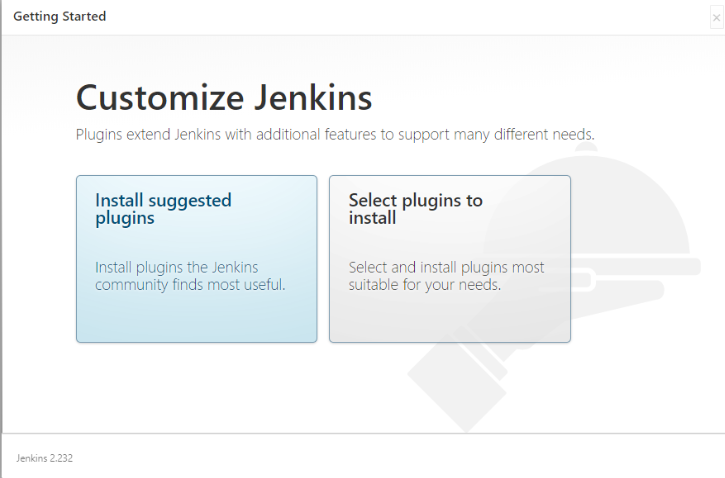 Getting Started
×
Customize Jenkins
Plugins extend Jenkins with additional features to support many different needs.
Install suggested
plugins
Install plugins the Jenkins
community finds most useful.
Select plugins to
install
Select and install plugins most
suitable for your needs.
Jenkins 2.232